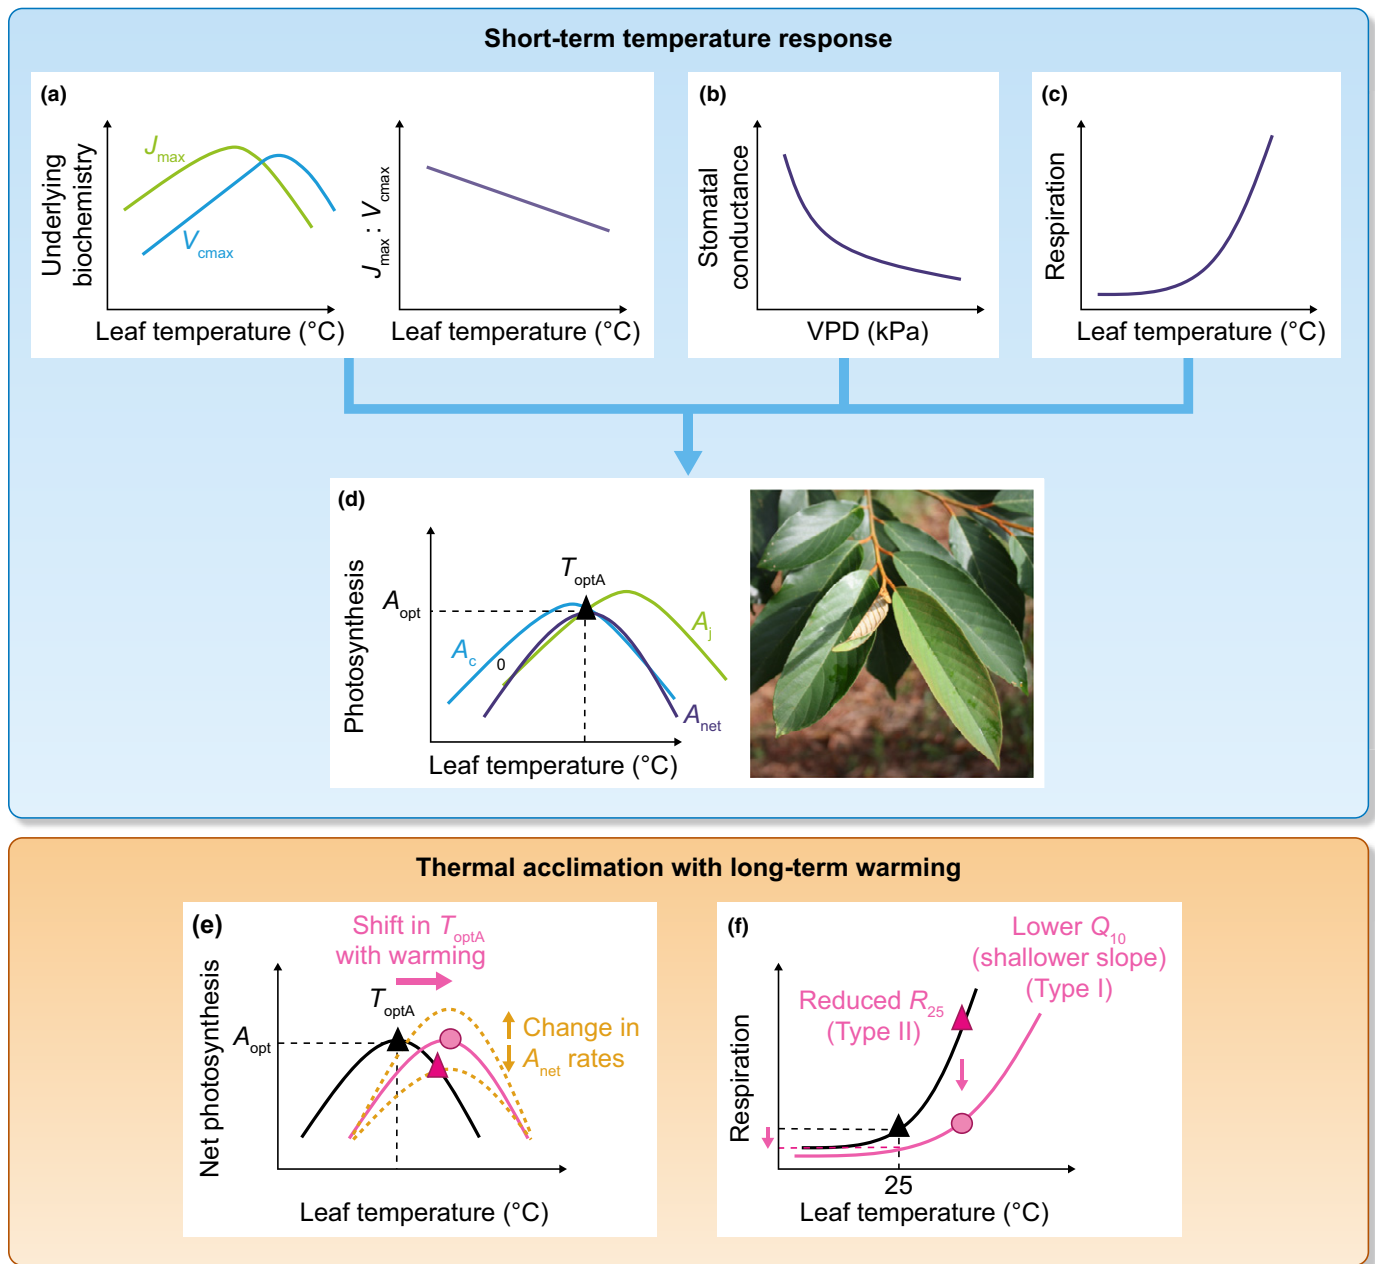 Short-term temperature response
(a)
Underlying
biochemistry
Jmax
Vcmax
Leaf temperature (°C)
Jmax : Vcmax
Leaf temperature (°C)
(b)
Stomatal
conductance
VPD (kPa)
(c)
Respiration
Leaf temperature (°C)
(d)
Photosynthesis
Aopt
ToptA
Ac
0
Aj
Anet
Leaf temperature (°C)
Thermal acclimation with long-term warming
(e)
Shift in ToptA
with warming
ToptA
Net photosynthesis
Aopt
Change in
Anet rates
Leaf temperature (°C)
(f)
Lower Q10
(shallower slope)
(Type I)
Reduced R25
(Type II)
Respiration
25
Leaf temperature (°C)